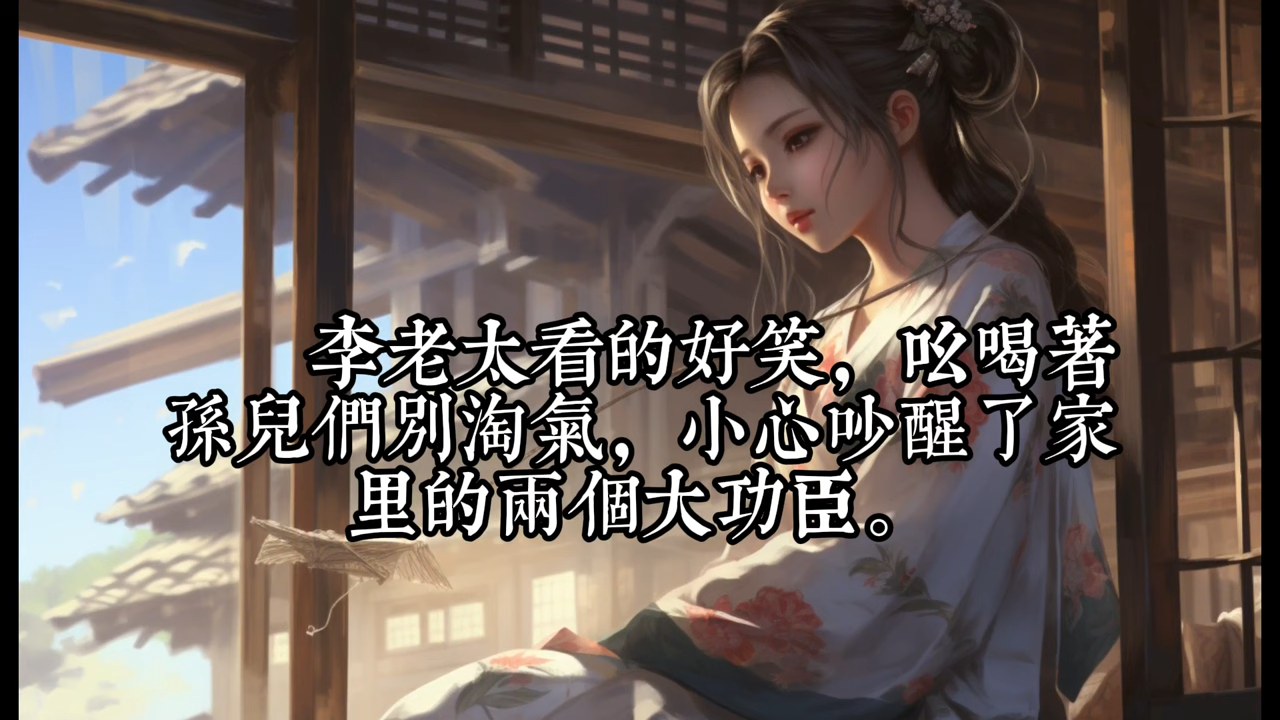 李老太看的好笑，吆喝著
孫兒們別淘氣，小心吵醒了家
里的兩個大功臣。